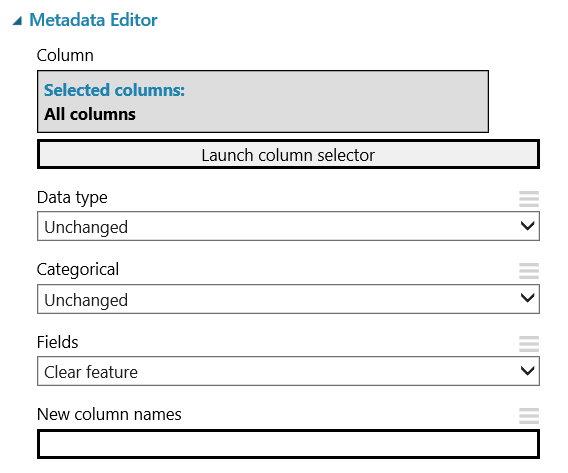 Metadata Editor
Column
Selected columns:
All columns
Launch column selector
Data type
Unchanged
Categorical
Unchanged
Fields
Clear feature
New column names